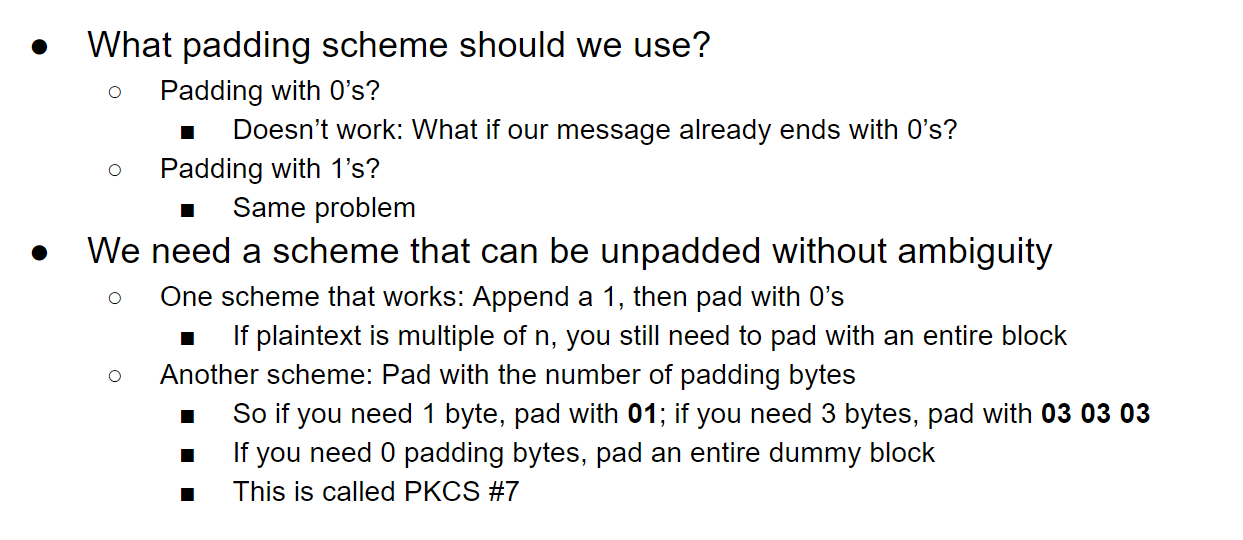 ● What padding scheme should we use?
○ Padding with 0’s?
■ Doesn’t work: What if our message already ends with 0’s?
○ Padding with 1’s?
■ Same problem
● We need a scheme that can be unpadded without ambiguity
○ One scheme that works: Append a 1, then pad with 0’s
■ If plaintext is multiple of n, you still need to pad with an entire block
○ Another scheme: Pad with the number of padding bytes
■ So if you need 1 byte, pad with 01; if you need 3 bytes, pad with 03 03 03
■ If you need 0 padding bytes, pad an entire dummy block
■ This is called PKCS #7